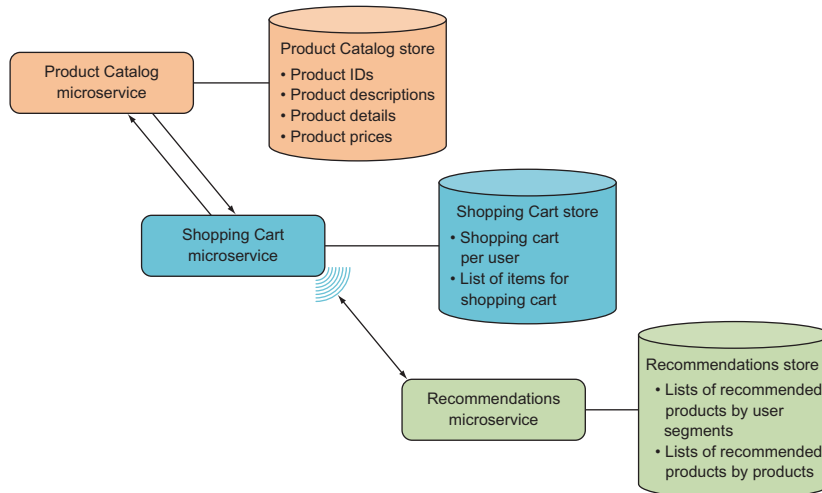 Product Catalog
microservice
Product Catalog store
• Product IDs
• Product descriptions
• Product details
• Product prices
Shopping Cart
microservice
Shopping Cart store
• Shopping cart
per user
• List of items for
shopping cart
Recommendations
microservice
Recommendations store
• Lists of recommended
products by user
segments
• Lists of recommended
products by products